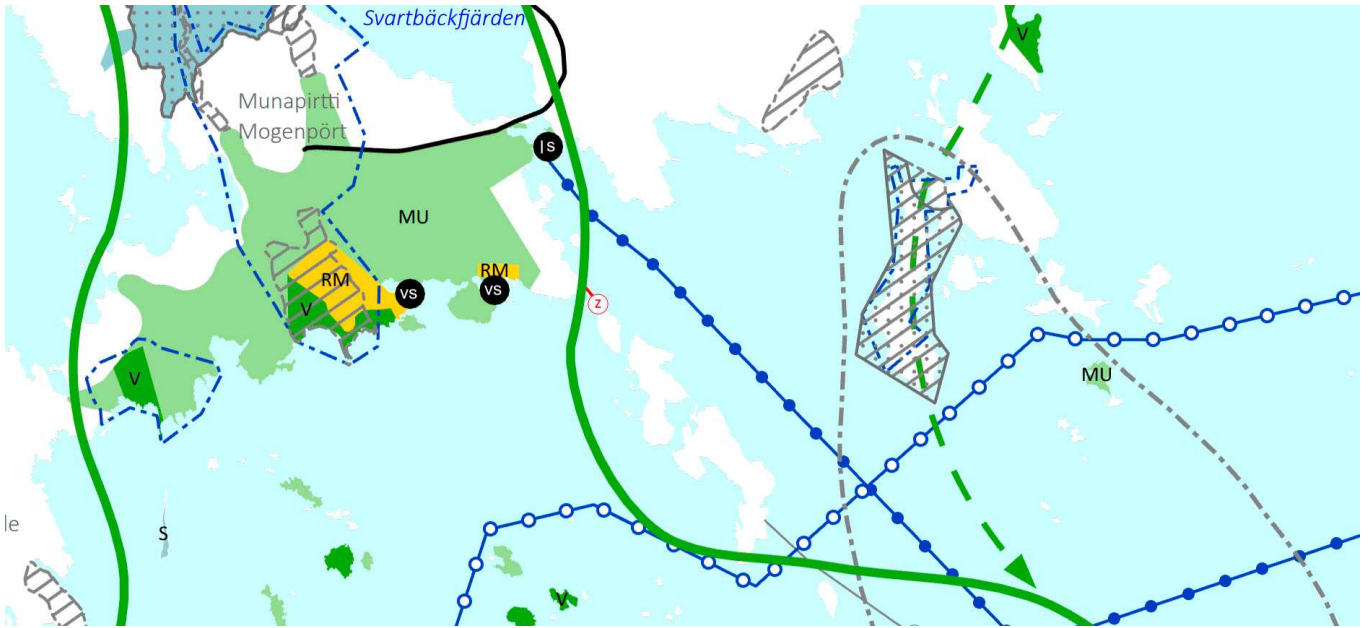 Svartbäckfjärden
V
Munapirtti
Mogenpört
ls
MU
RM
RM
vs
vs
V
z
V
MU
le
S
V